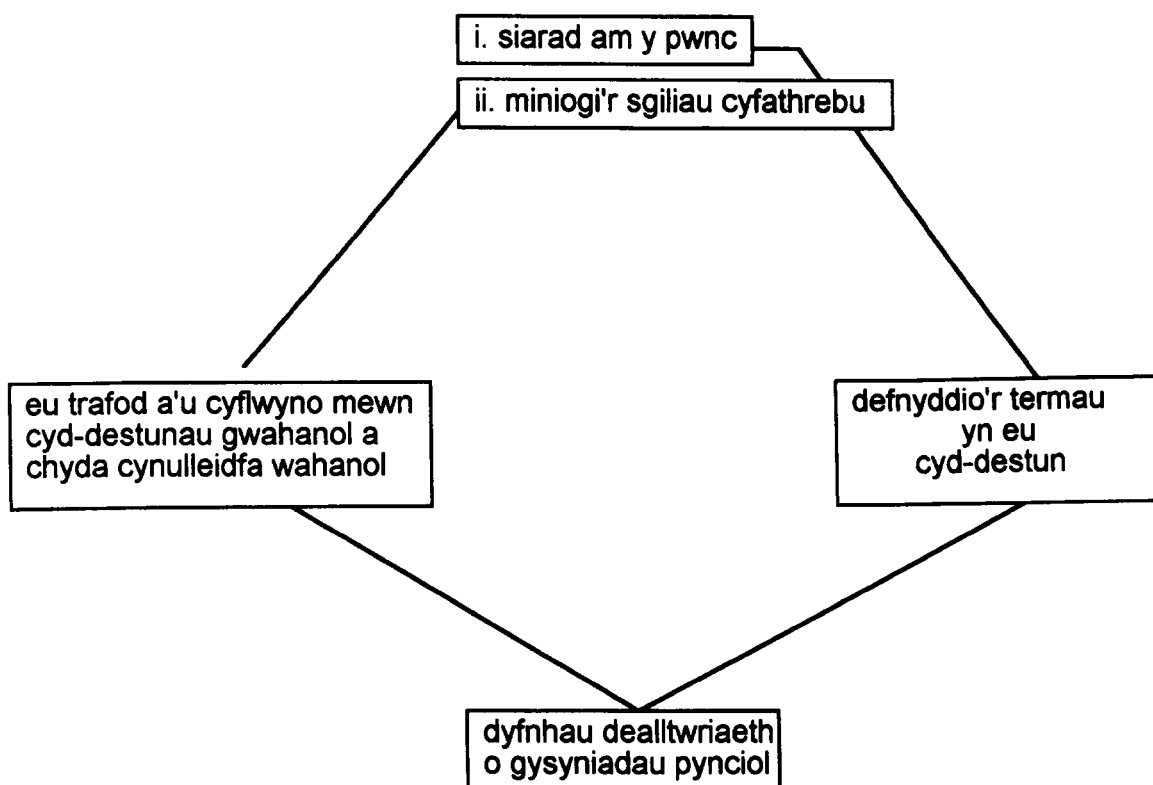 i. siarad am y pwnc
ii. miniogi'r sgiliau cyfathrebu
eu trafod a'u cyflwyno mewn
cyd-destunau gwahanol a
chyda cynulleidfa wahanol
defnyddio'r termau
yn eu
cyd-destun
dyfnhau dealltwriaeth
o gysyniadau pynciol